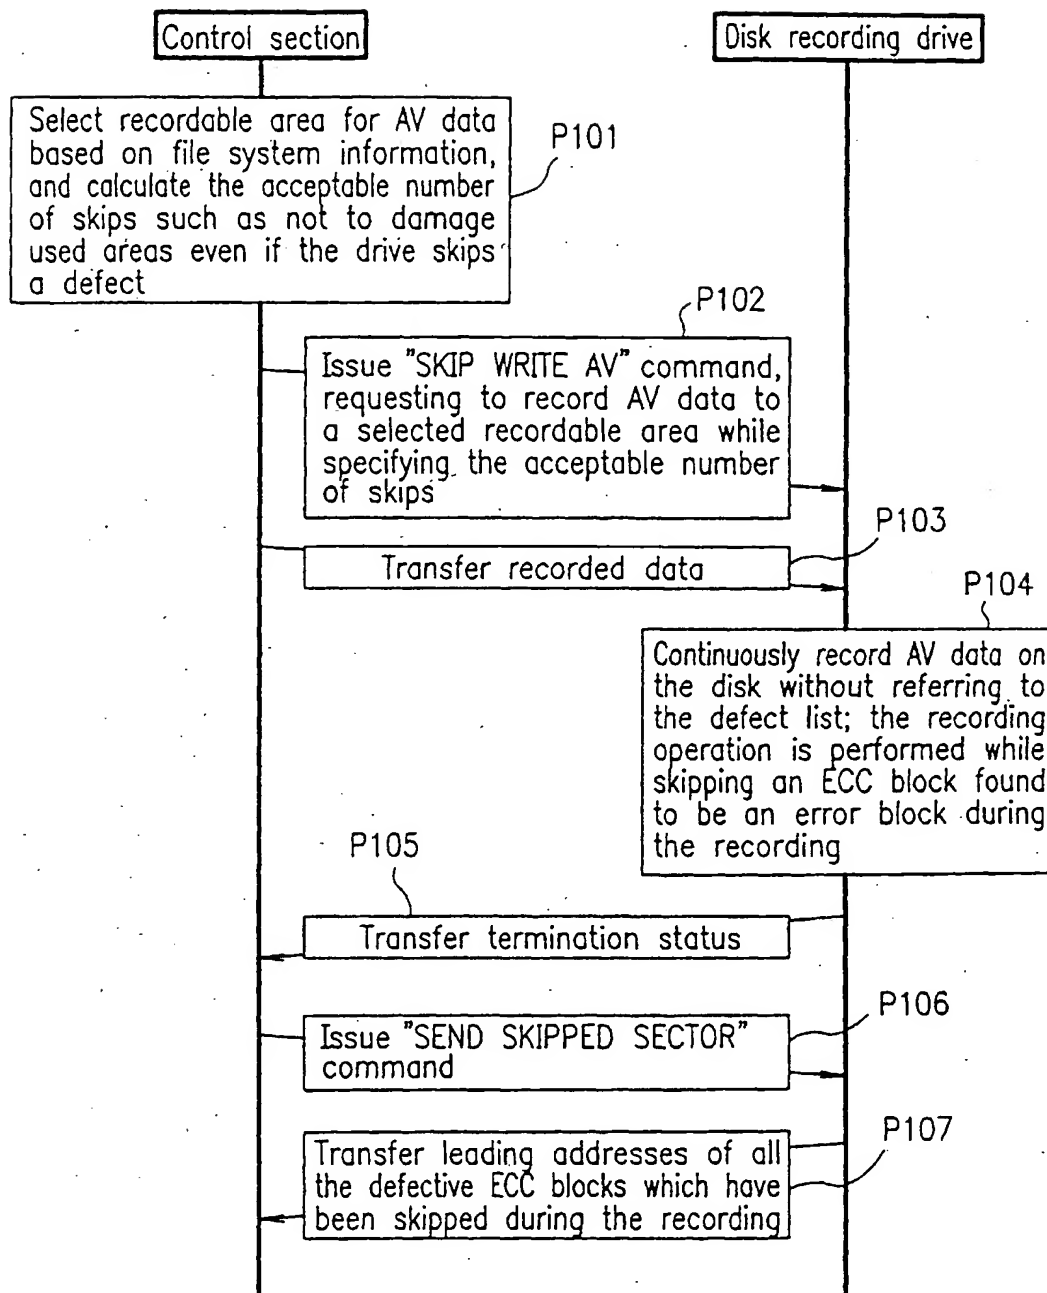 Control section
Disk recording drive
Select recordable area for AV data
based on file system information,
and calculate the acceptable number
of skips such as not to damage
used areas even if the drive skips
a defect
P101
P102
Issue "SKIP WRITE AV" command,
requesting to record AV data to
a selected recordable area while
specifying the acceptable number
of skips
P103
Transfer recorded data
P104
Continuously record AV data on
the disk without referring to
the defect list; the recording
operation is performed while
skipping an ECC block found
to be an error block during
the recording
P105
Transfer termination status
P106
Issue "SEND SKIPPED SECTOR"
command
P107
Transfer leading addresses of all
the defective ECC blocks which have
been skipped during the recording